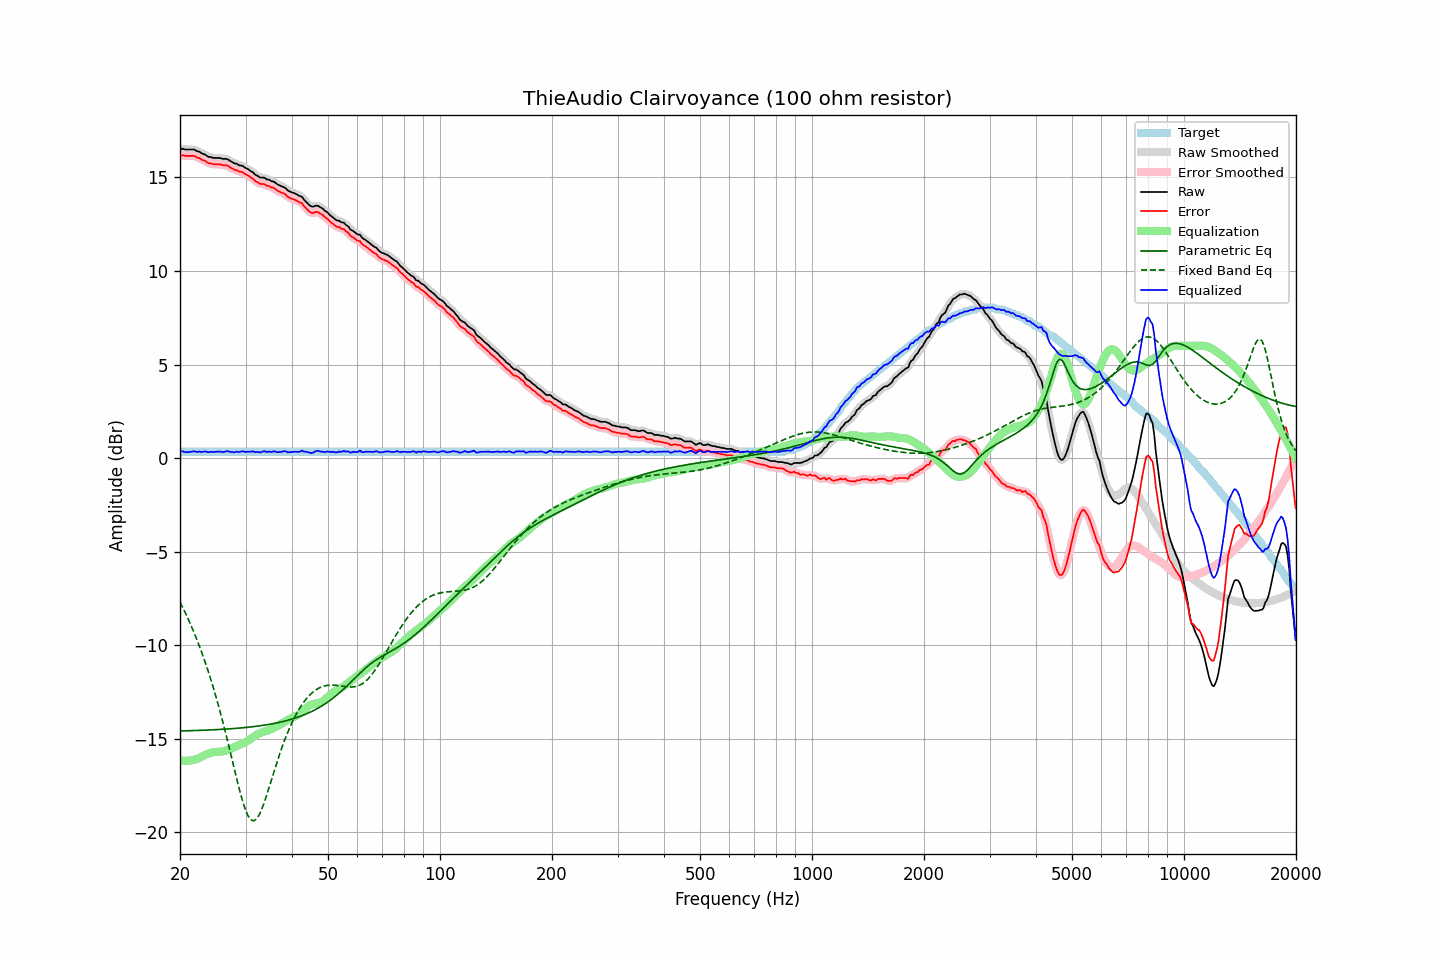 ThieAudio Clairvoyance (100 ohm resistor)
Target
Raw Smoothed
Error Smoothed
Raw
Error
Equalization
Parametric Eq
Fixed Band Eq
Equalized
Amplitude (dBr)
15
10
5
0
−5
−10
−15
−20
20
50
100
200
500
1000
2000
5000
10000
20000
Frequency (Hz)